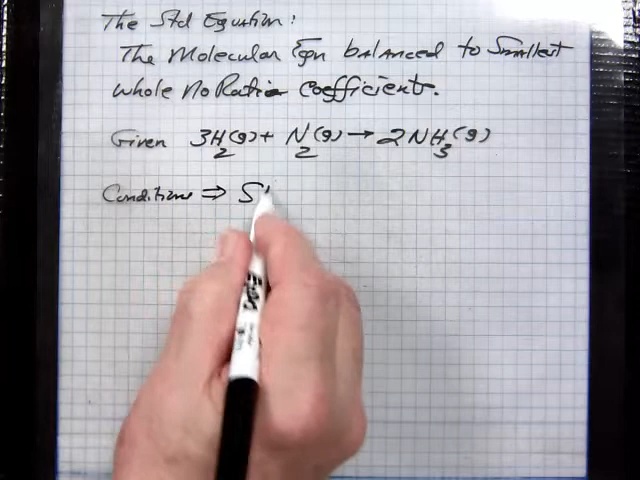 The Std Equation:
The Molecular Eqn balanced to Smallest
whole No Ratio coefficient.
Given 3H₂(g) + N₂(g) → 2NH₃(g)
Conditions ⇒ S